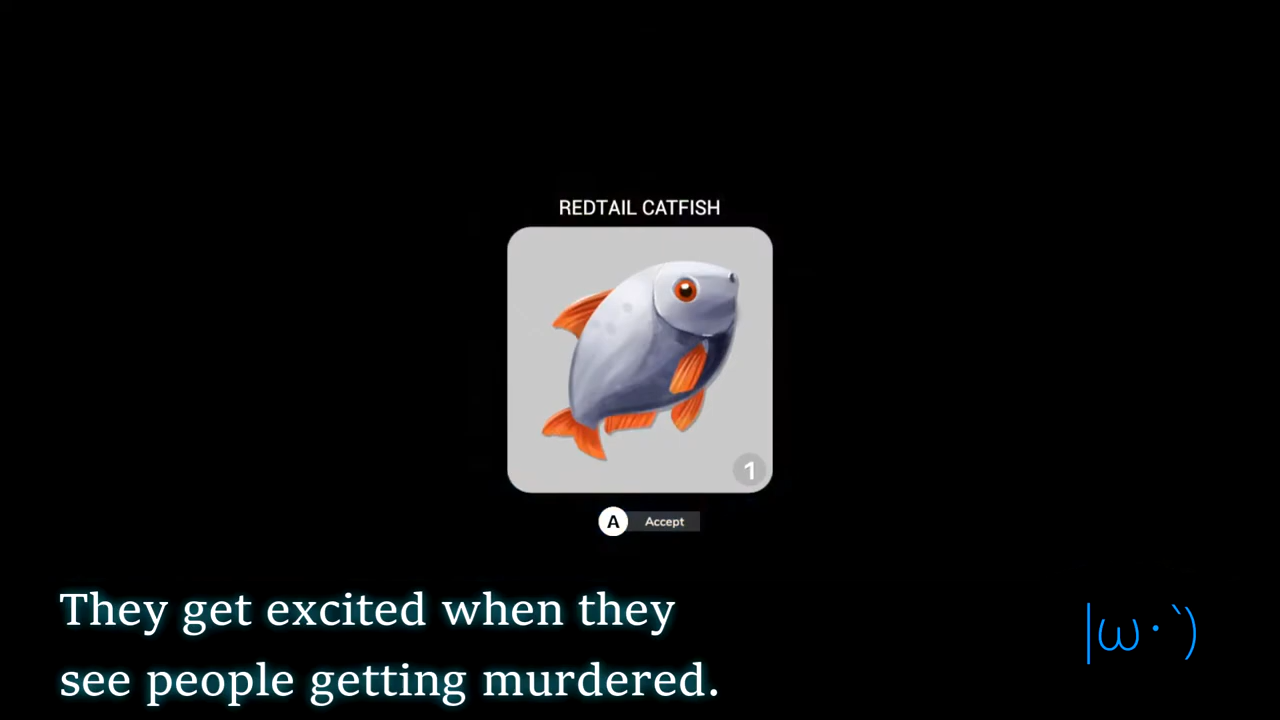 REDTAIL CATFISH
1
A Accept
They get excited when they
see people getting murdered.
|ω・`)